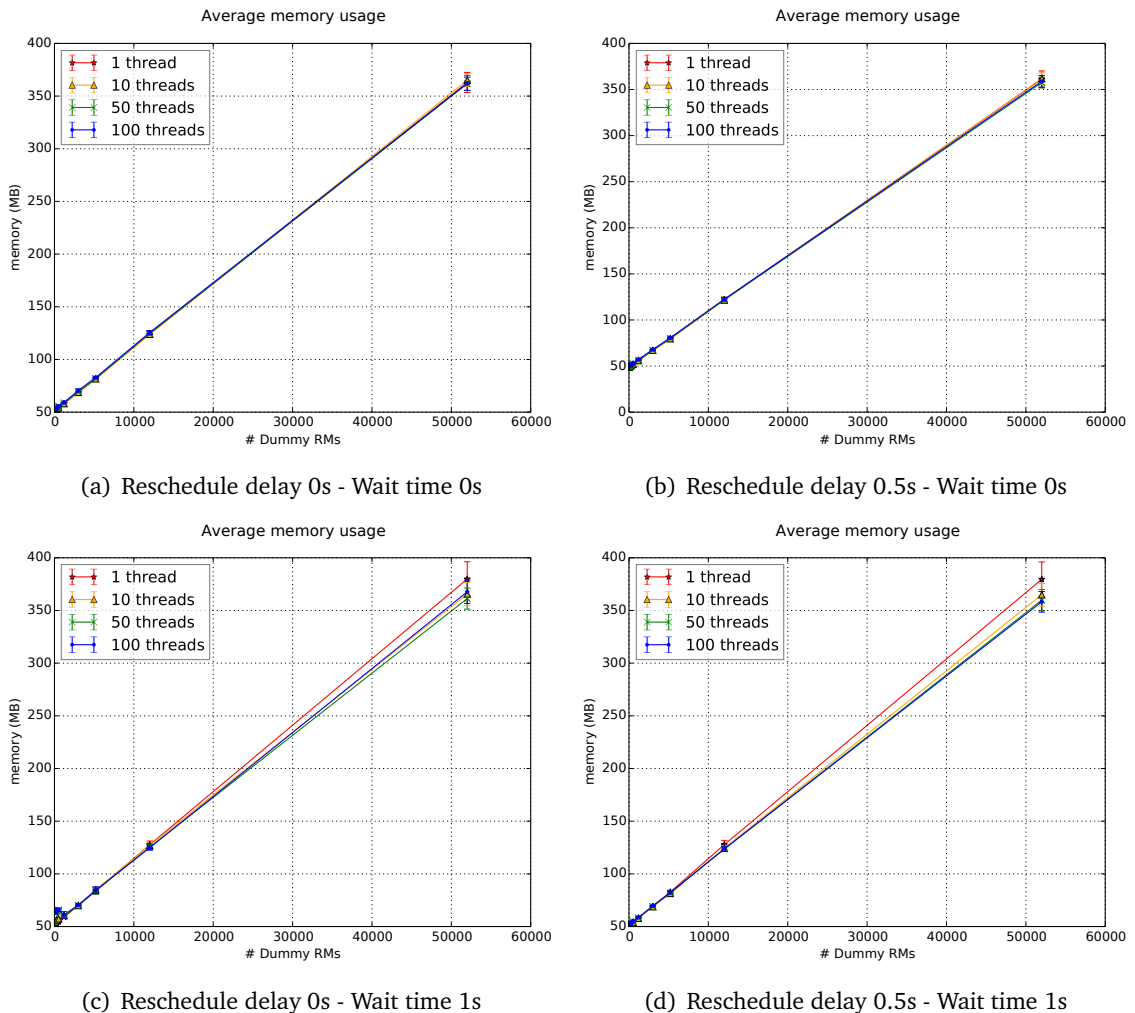 Average memory usage
400
350
300
250
200
150
100
50
memory (MB)
1 thread
10 threads
50 threads
100 threads
0 10000 20000 30000 40000 50000 60000
# Dummy RMs
(a) Reschedule delay 0s - Wait time 0s
Average memory usage
400
350
300
250
200
150
100
50
0
memory (MB)
1 thread
10 threads
50 threads
100 threads
0 10000 20000 30000 40000 50000 60000
# Dummy RMs
(b) Reschedule delay 0.5s - Wait time 0s
Average memory usage
400
350
300
250
200
150
100
50
memory (MB)
1 thread
10 threads
50 threads
100 threads
0 10000 20000 30000 40000 50000 60000
# Dummy RMs
(c) Reschedule delay 0s - Wait time 1s
Average memory usage
400
350
300
250
200
150
100
50
memory (MB)
1 thread
10 threads
50 threads
100 threads
0 10000 20000 30000 40000 50000 60000
# Dummy RMs
(d) Reschedule delay 0.5s - Wait time 1s